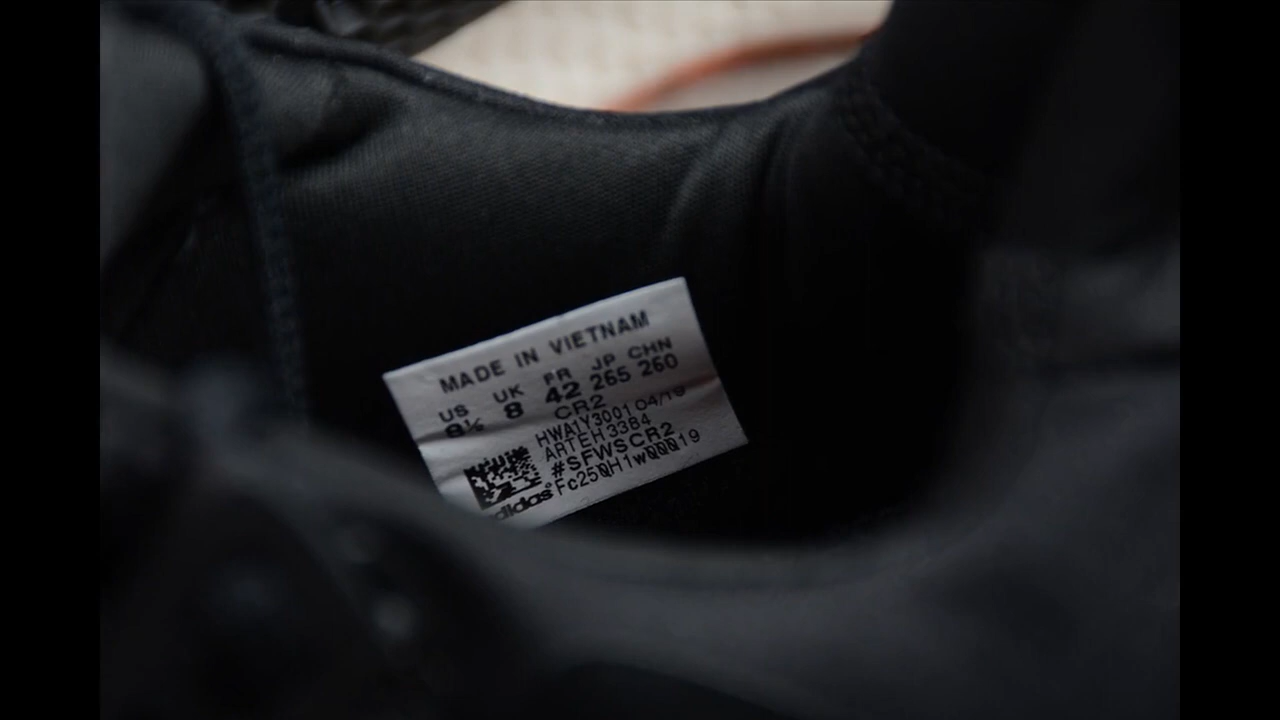 MADE IN VIETNAM
US UK FR JP CHN
8½ 8 42 265 260
CR2
HWA1Y3001 04/19
ARTEH3384
#SFWSCR2
Fc250H1w00019
adidas